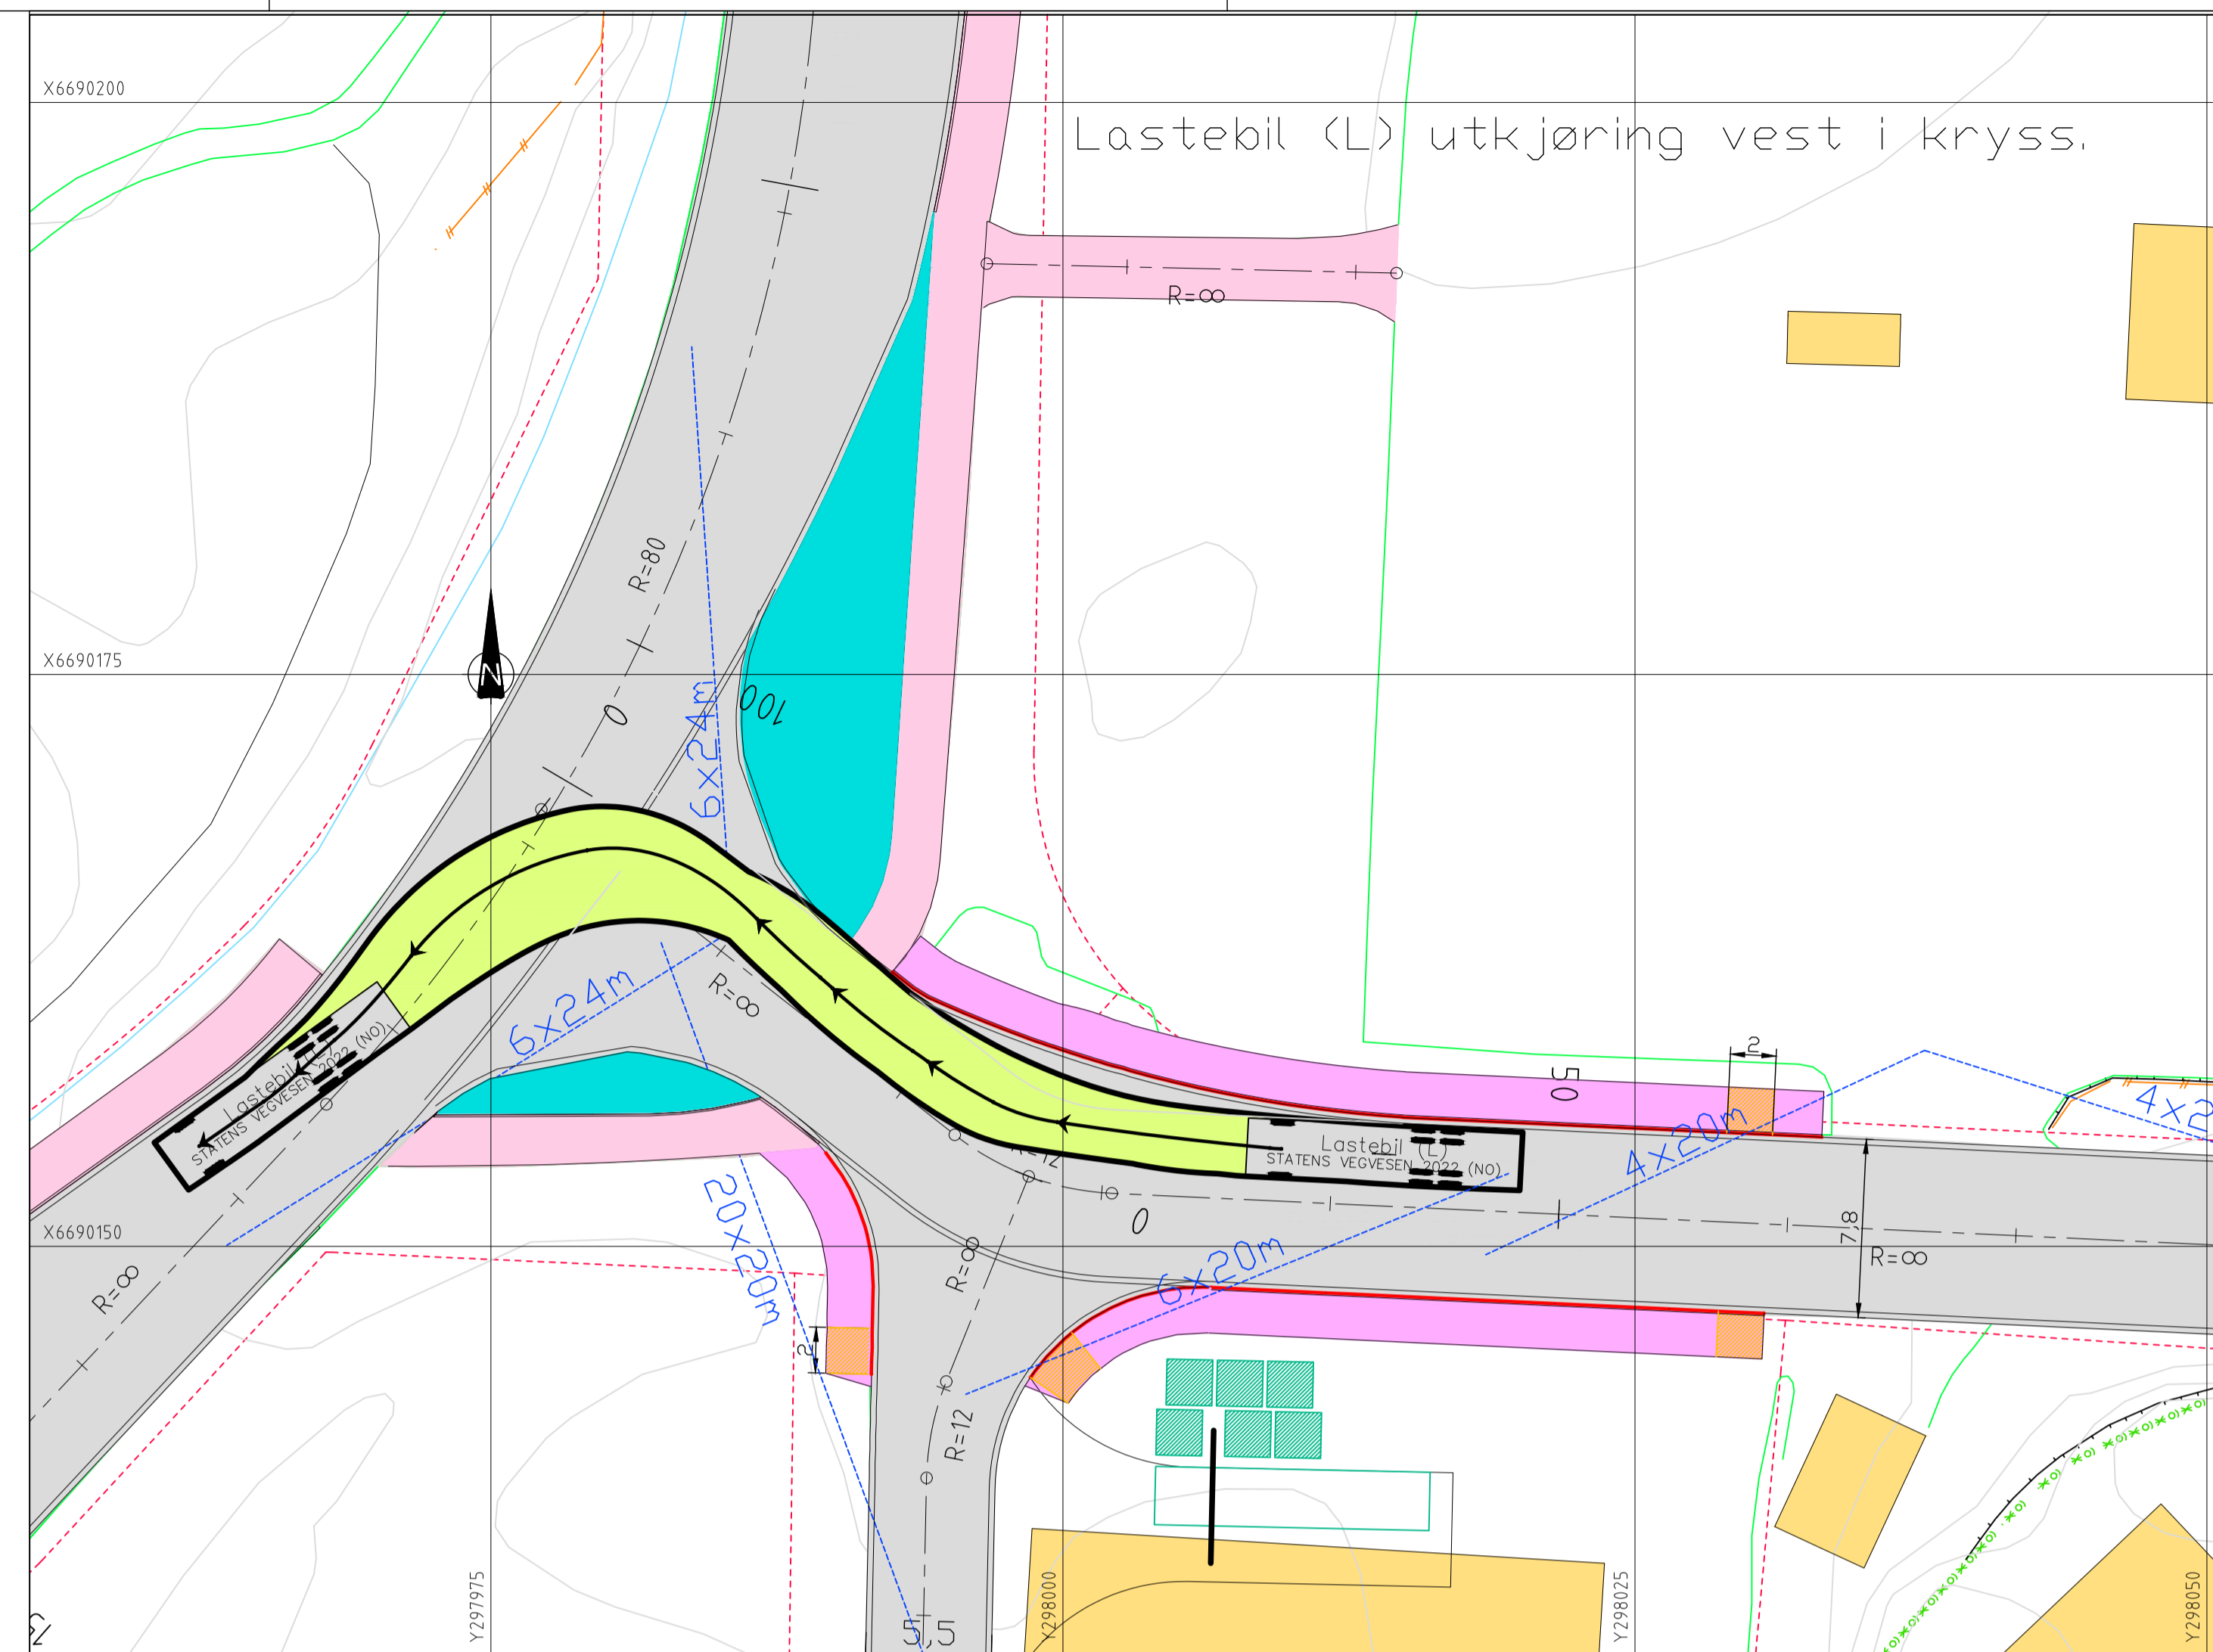 X6690200
Lastebil (L) utkjøring vest i kryss.
R=∞
R=80
X6690175
N
0
100
6x24m
R=∞
6x24m
Lastebil (L)
STATENS VEGVESEN 2022 (NO)
50
2
4x20m
Lastebil (L)
STATENS VEGVESEN 2022 (NO)
20x20m
X6690150
0
7,8
R=∞
R=∞
R=∞
6x20m
2
R=12
5,5
Y297975
Y298000
Y298025
Y298050